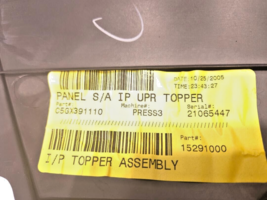 DATE 10/25/2005
TIME:23:43:27
PANEL S/A IP UPR TOPPER
Part# Machine#: Serial#:
C5GX391110 PRESS3 21065447
Part#
15291000
I/P TOPPER ASSEMBLY